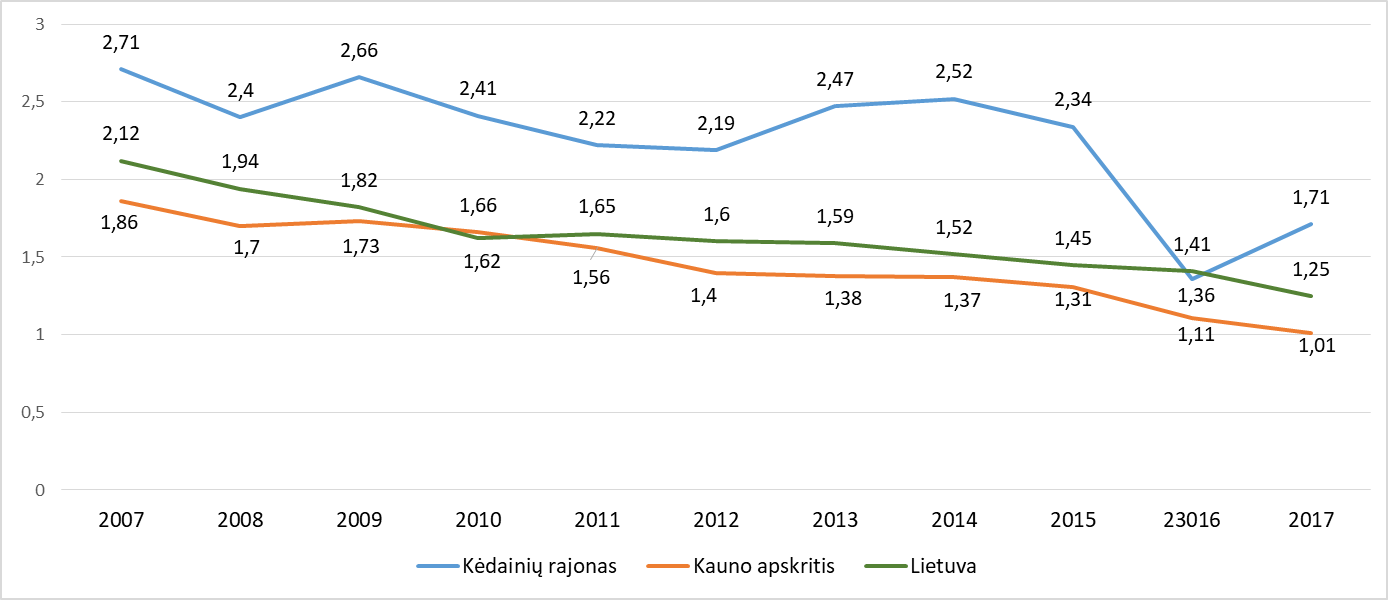 3
2,5
2
1,5
1
0,5
0
2,71 2,4 2,66 2,41 2,22 2,19 2,47 2,52 2,34 1,36 1,71
2,12 1,94 1,82 1,62 1,65 1,6 1,59 1,52 1,45 1,41 1,25
1,86 1,7 1,73 1,66 1,56 1,4 1,38 1,37 1,31 1,11 1,01
2007 2008 2009 2010 2011 2012 2013 2014 2015 23016 2017
Kėdainių rajonas Kauno apskritis Lietuva